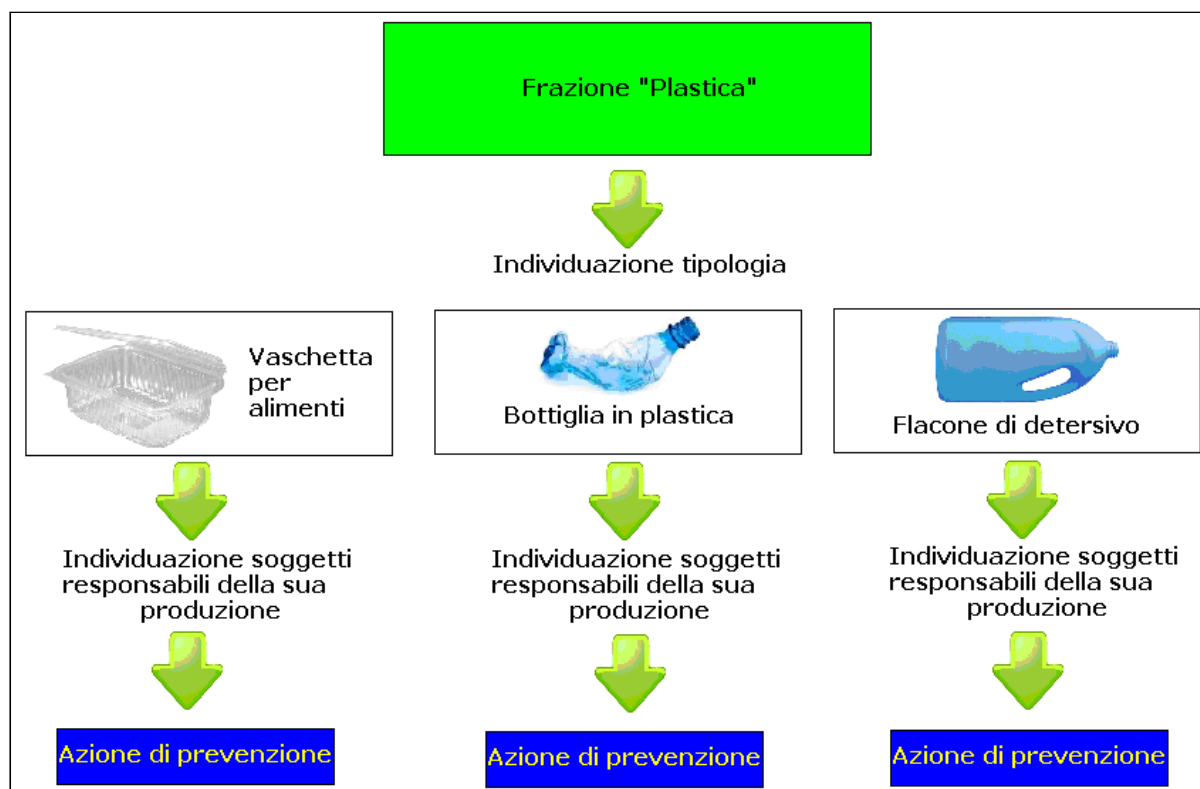 Frazione "Plastica"
Individuazione tipologia
Vaschetta
per
alimenti
Bottiglia in plastica
Flacone di detersivo
Individuazione soggetti
responsabili della sua
produzione
Individuazione soggetti
responsabili della sua
produzione
Individuazione soggetti
responsabili della sua
produzione
Azione di prevenzione
Azione di prevenzione
Azione di prevenzione